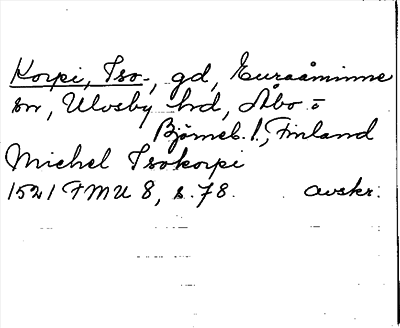 Korpi, Iso-, gd, Euraåminne
sn, Ulvsby hd, Åbo o
Björneb. l., Finland
Michel Isokorpi
1521 FMU 8, s. 78. avskr.